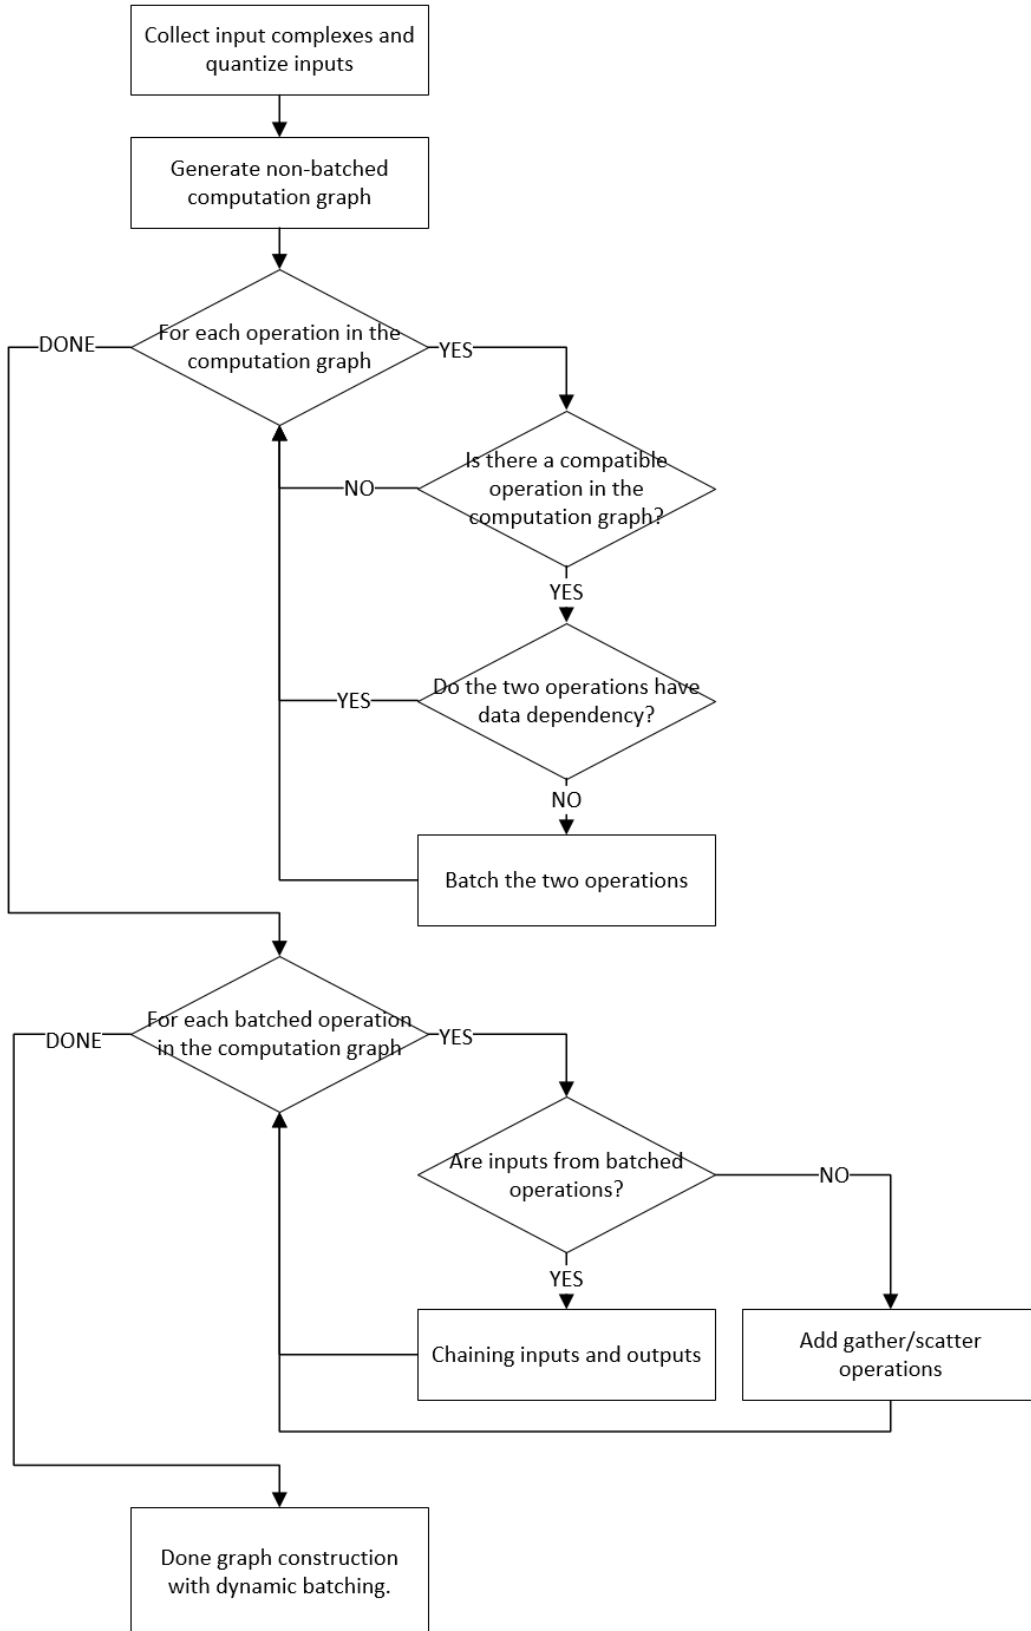 Collect input complexes and
quantize inputs
Generate non-batched
computation graph
For each operation in the
computation graph
DONE
YES
Is there a compatible
operation in the
computation graph?
NO
YES
Do the two operations have
data dependency?
YES
NO
Batch the two operations
For each batched operation
in the computation graph
DONE
YES
Are inputs from batched
operations?
NO
YES
Chaining inputs and outputs
Add gather/scatter
operations
Done graph construction
with dynamic batching.